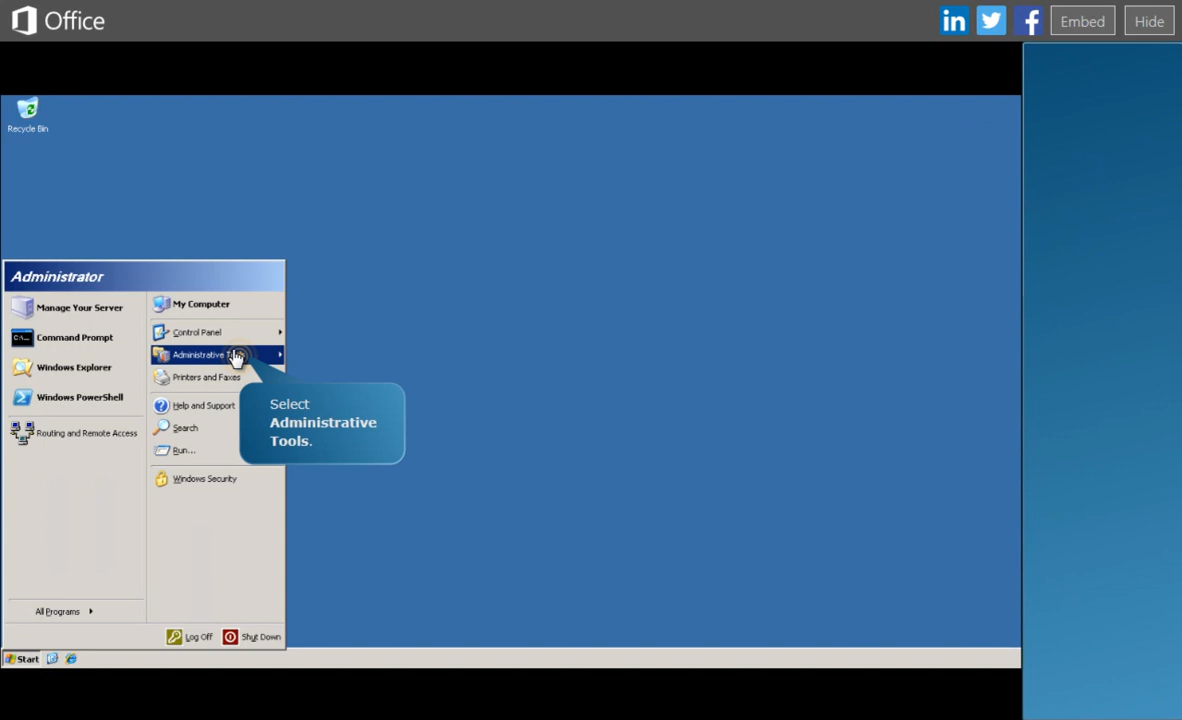 Office
Embed
Hide
Recycle Bin
Administrator
Manage Your Server
Command Prompt
Windows Explorer
Windows PowerShell
Routing and Remote Access
All Programs
My Computer
Control Panel
Administrative
Printers and Faxes
Help and Support
Search
Run...
Windows Security
Log Off
Shut Down
Select
Administrative
Tools.
Start